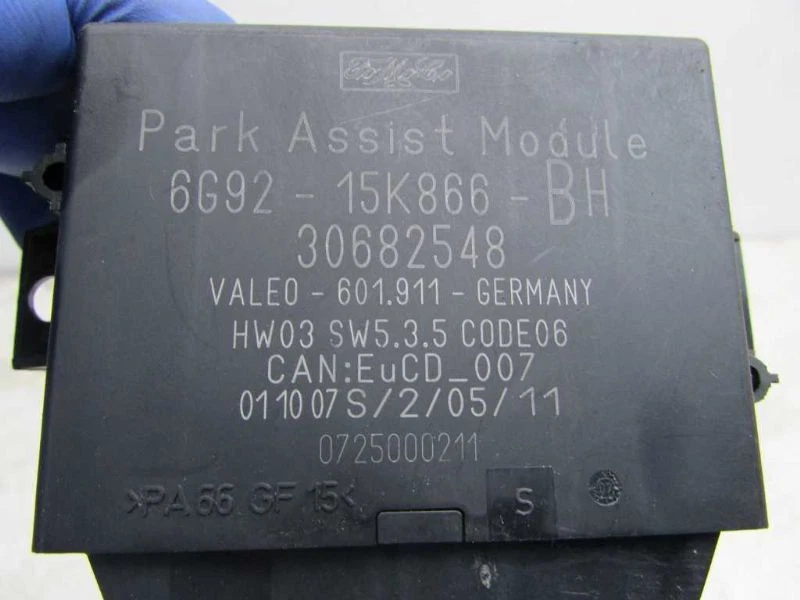 FoMoCo
Park Assist Module
6G92 - 15K866 - BH
30682548
VALEO - 601.911 - GERMANY
HW03 SW5.3.5 CODE06
CAN:EuCD_007
011007S/2/05/11
0725000211
>PA66 GF15<
S